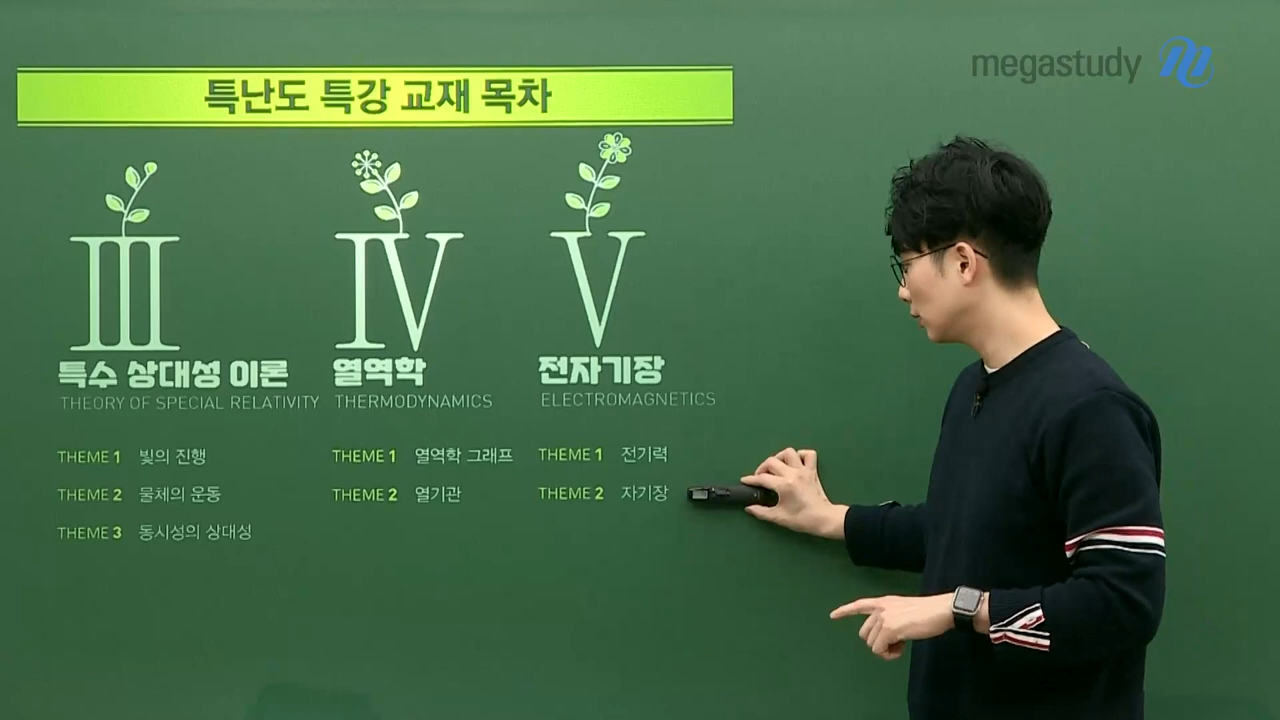 megastudy
특난도 특강 교재 목차
III
특수 상대성 이론
THEORY OF SPECIAL RELATIVITY
THEME 1 빛의 진행
THEME 2 물체의 운동
THEME 3 동시성의 상대성
IV
열역학
THERMODYNAMICS
THEME 1 열역학 그래프
THEME 2 열기관
V
전자기장
ELECTROMAGNETICS
THEME 1 전기력
THEME 2 자기장